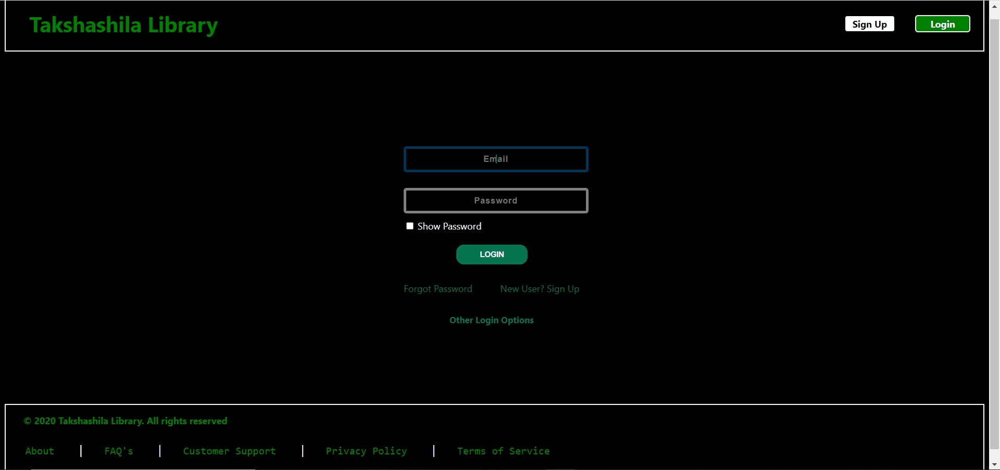 Takshashila Library
Sign Up
Login
Email
Password
Show Password
LOGIN
Forgot Password
New User? Sign Up
Other Login Options
© 2020 Takshashila Library. All rights reserved
About | FAQ's | Customer Support | Privacy Policy | Terms of Service